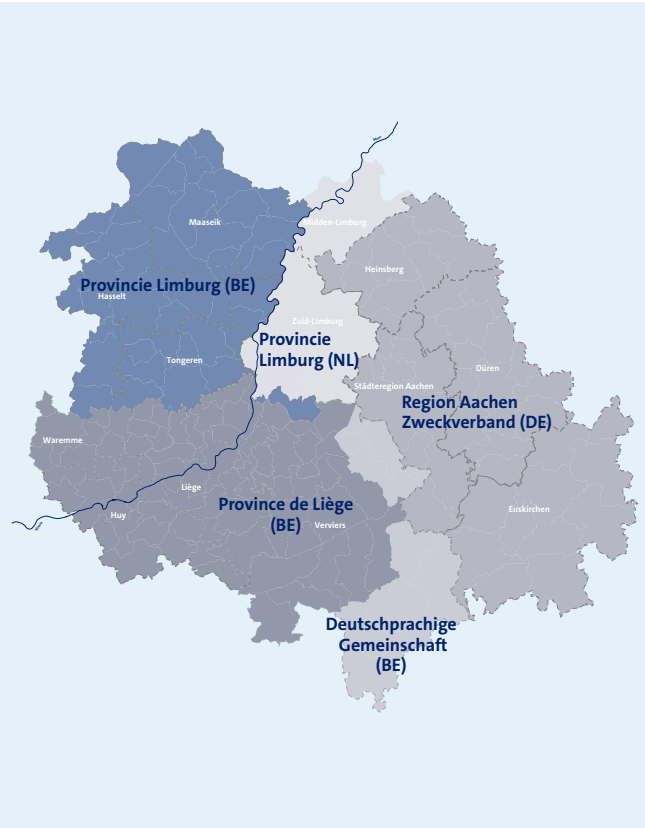 Maas
Maaseik
Midden-Limburg
Heinsberg
Provincie Limburg (BE)
Hasselt
Zuid-Limburg
Provincie
Limburg (NL)
Tongeren
Düren
Städteregion Aachen
Region Aachen
Zweckverband (DE)
Waremme
Liège
Province de Liège
(BE)
Huy
Verviers
Euskirchen
Deutschprachige
Gemeinschaft
(BE)